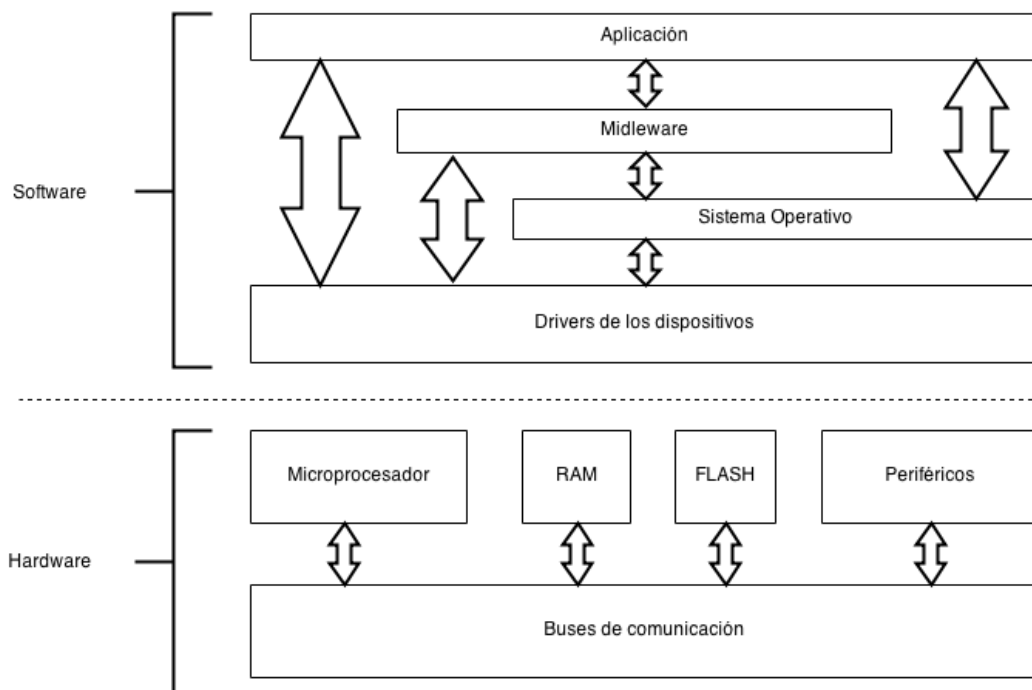 Aplicación
Midleware
Software
Sistema Operativo
Drivers de los dispositivos
Microprocesador
RAM
FLASH
Periféricos
Hardware
Buses de comunicación